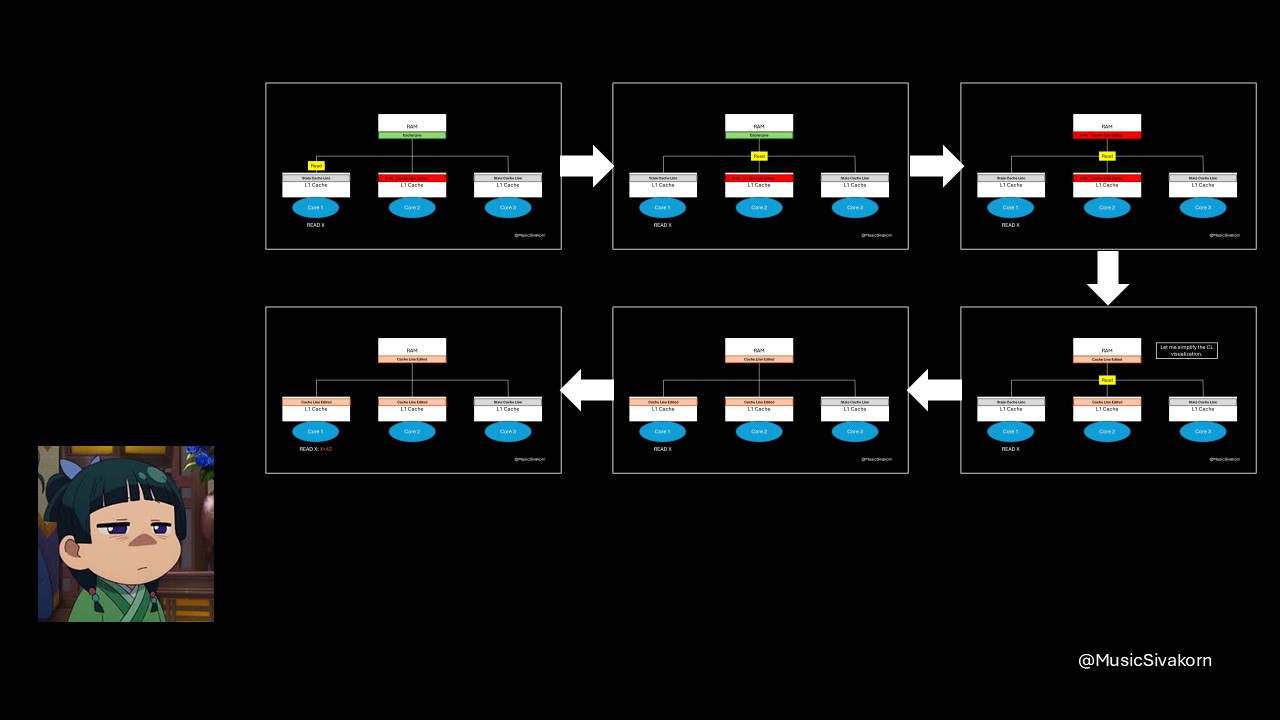 RAM
Cache Line
Read
Stale Cache Line
L1 Cache
L1 Cache
Stale Cache Line
L1 Cache
Core 1
Core 2
Core 3
READ X
@MusicSivakorn
RAM
Cache Line
Read
Stale Cache Line
L1 Cache
L1 Cache
Stale Cache Line
L1 Cache
Core 1
Core 2
Core 3
READ X
@MusicSivakorn
RAM
Read
Stale Cache Line
L1 Cache
L1 Cache
Stale Cache Line
L1 Cache
Core 1
Core 2
Core 3
READ X
@MusicSivakorn
RAM
Cache Line Edited
Cache Line Edited
L1 Cache
Cache Line Edited
L1 Cache
Stale Cache Line
L1 Cache
Core 1
Core 2
Core 3
READ X: X=42
@MusicSivakorn
RAM
Cache Line Edited
Cache Line Edited
L1 Cache
Cache Line Edited
L1 Cache
Stale Cache Line
L1 Cache
Core 1
Core 2
Core 3
READ X
@MusicSivakorn
RAM
Cache Line Edited
Let me simplify the CL
visualization.
Read
Stale Cache Line
L1 Cache
Cache Line Edited
L1 Cache
Stale Cache Line
L1 Cache
Core 1
Core 2
Core 3
READ X
@MusicSivakorn
@MusicSivakorn